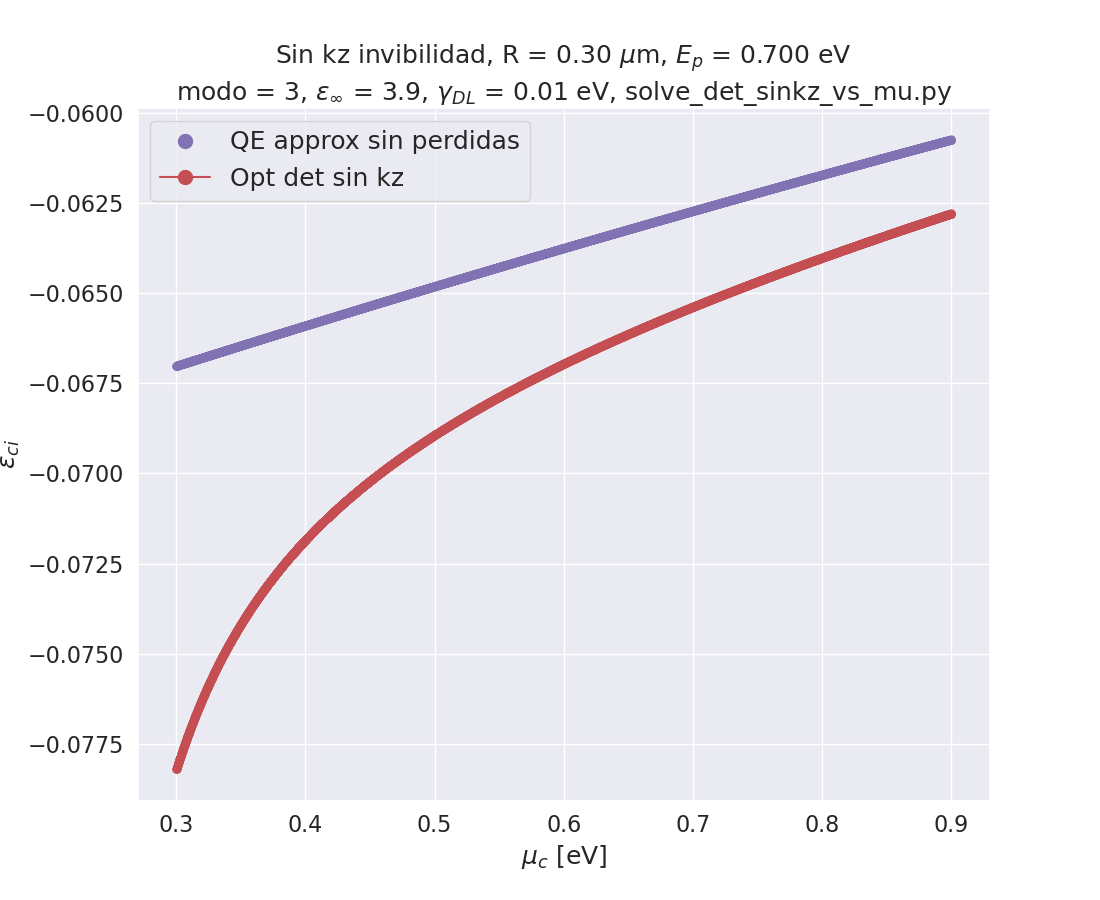 Sin kz invibilidad, R = 0.30 μm, E_p = 0.700 eV
modo = 3, ε_∞ = 3.9, γ_DL = 0.01 eV, solve_det_sinkz_vs_mu.py
QE approx sin perdidas
Opt det sin kz
−0.0600
−0.0625
−0.0650
−0.0675
−0.0700
−0.0725
−0.0750
−0.0775
ε_ci
0.3 0.4 0.5 0.6 0.7 0.8 0.9
μ_c [eV]